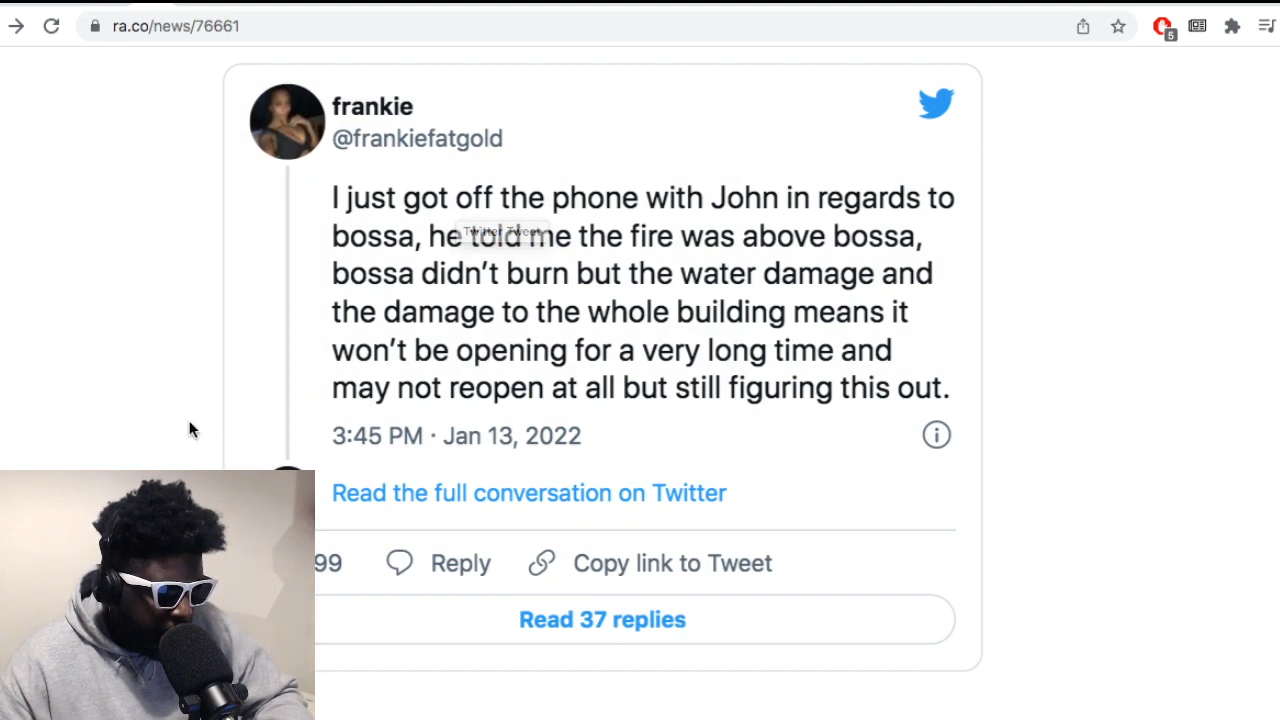 ra.co/news/76661
5
frankie
@frankiefatgold
I just got off the phone with John in regards to
bossa, he told me the fire was above bossa,
Twitter Tweet
bossa didn’t burn but the water damage and
the damage to the whole building means it
won’t be opening for a very long time and
may not reopen at all but still figuring this out.
3:45 PM · Jan 13, 2022
Read the full conversation on Twitter
99 Reply Copy link to Tweet
Read 37 replies